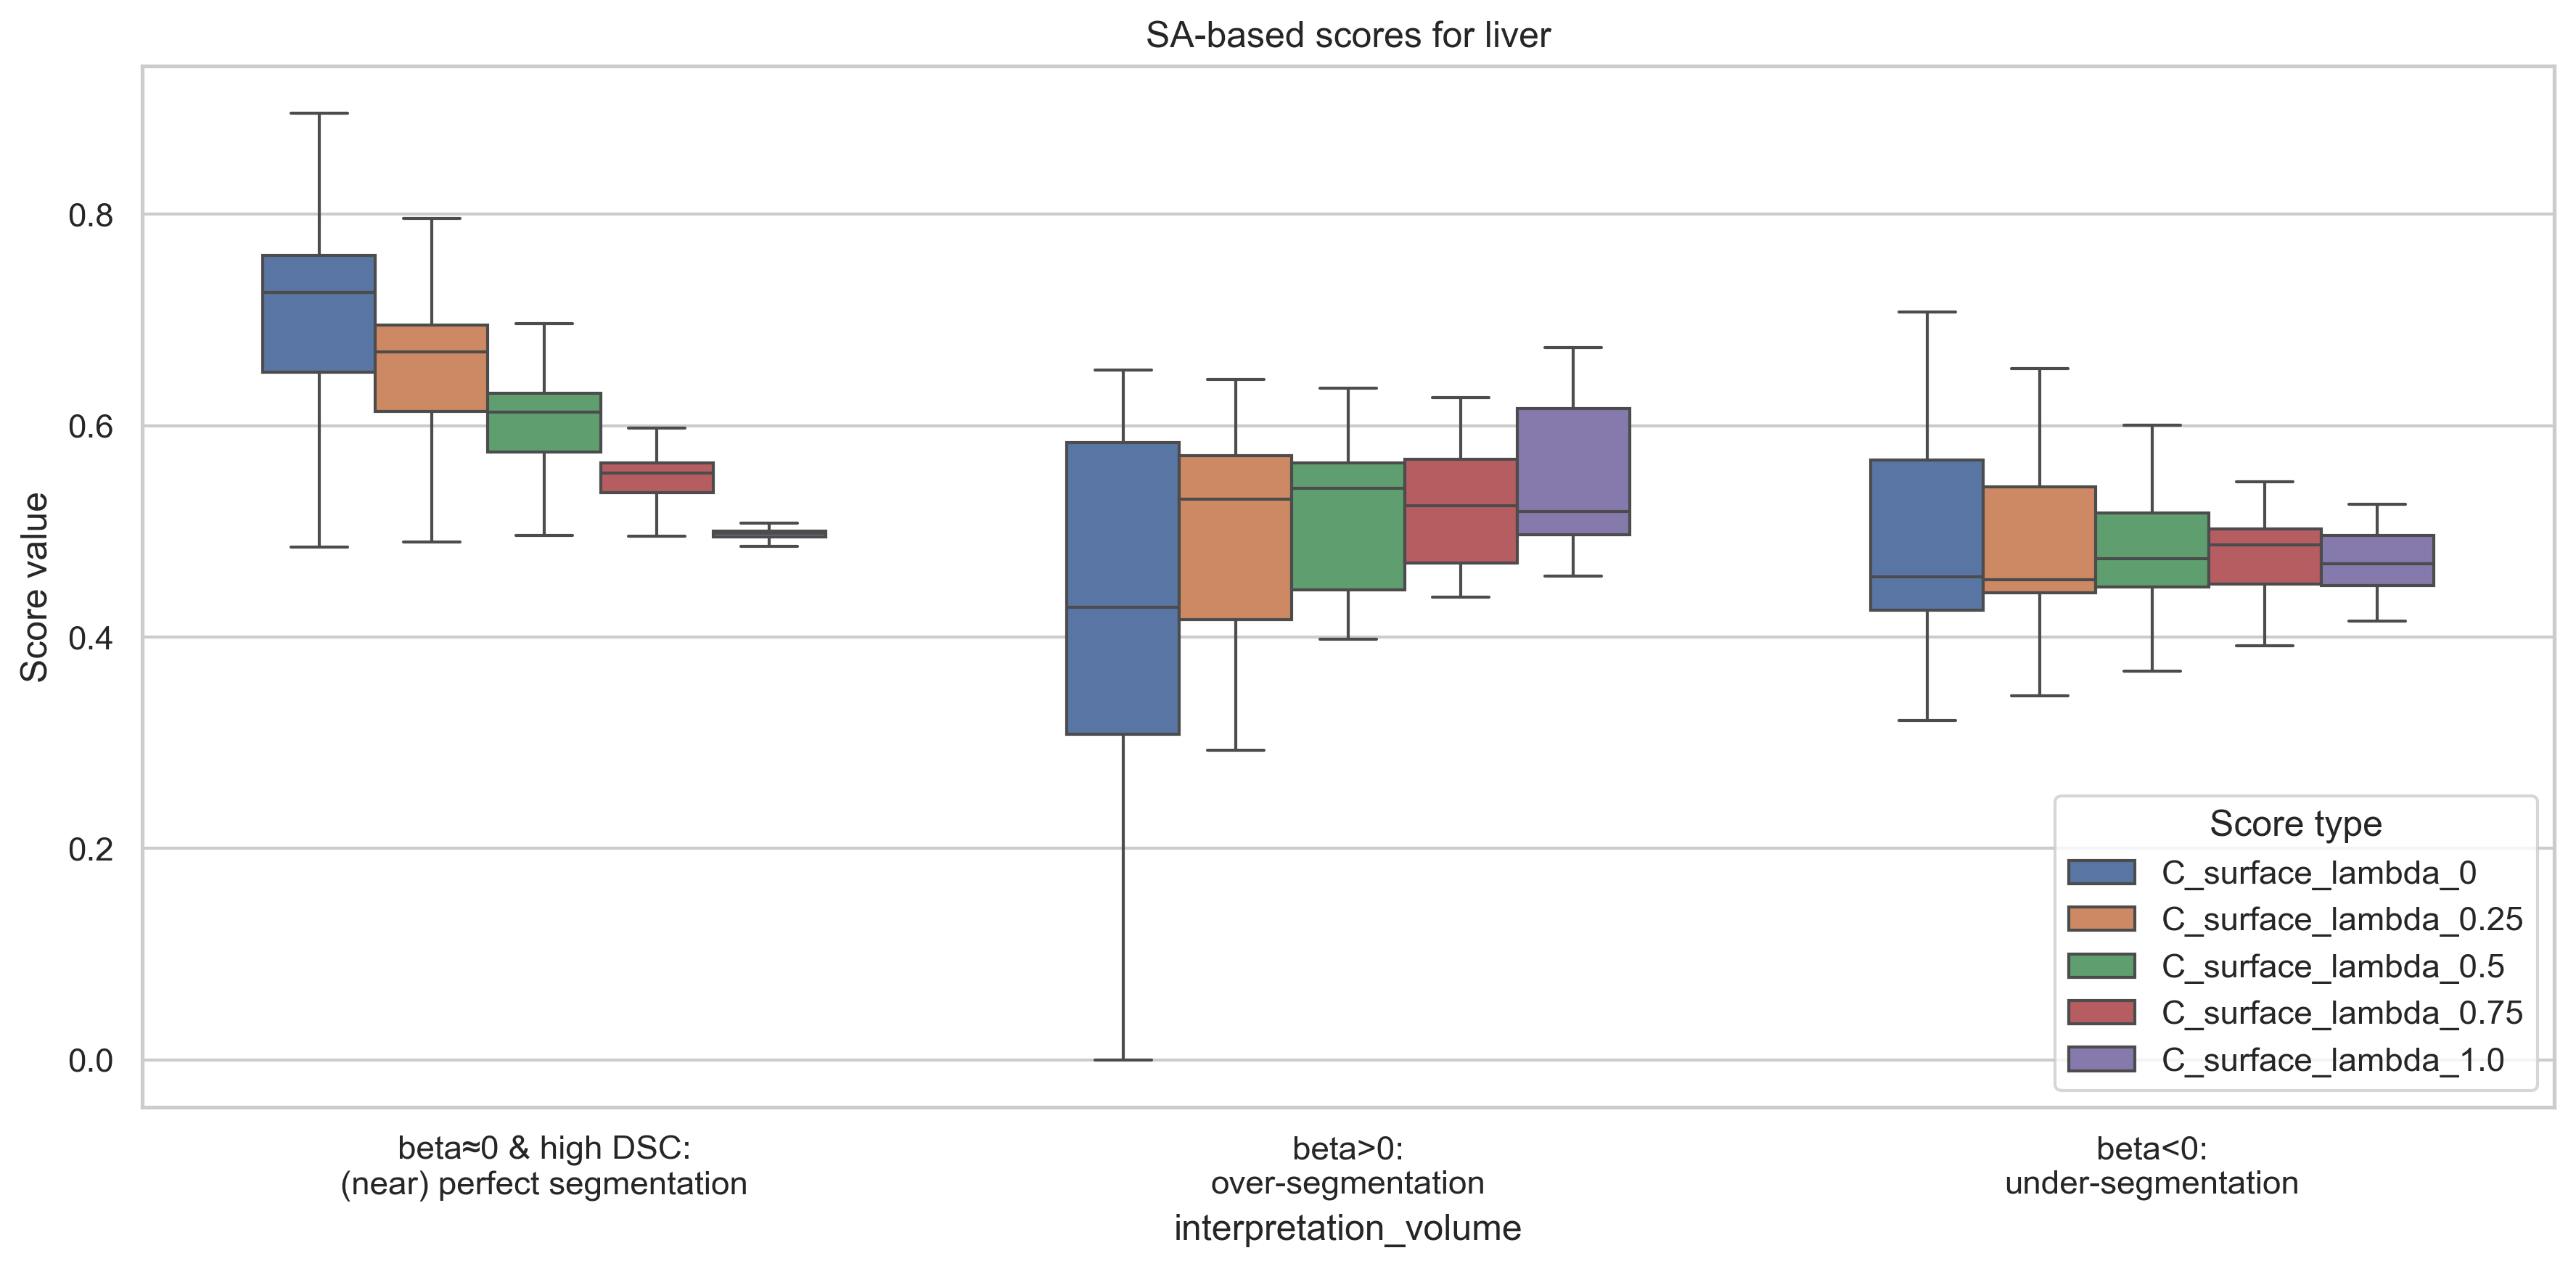 SA-based scores for liver
Score value
0.8
0.6
0.4
0.2
0.0
Score type
C_surface_lambda_0
C_surface_lambda_0.25
C_surface_lambda_0.5
C_surface_lambda_0.75
C_surface_lambda_1.0
beta≈0 & high DSC:
(near) perfect segmentation
beta>0:
over-segmentation
beta<0:
under-segmentation
interpretation_volume